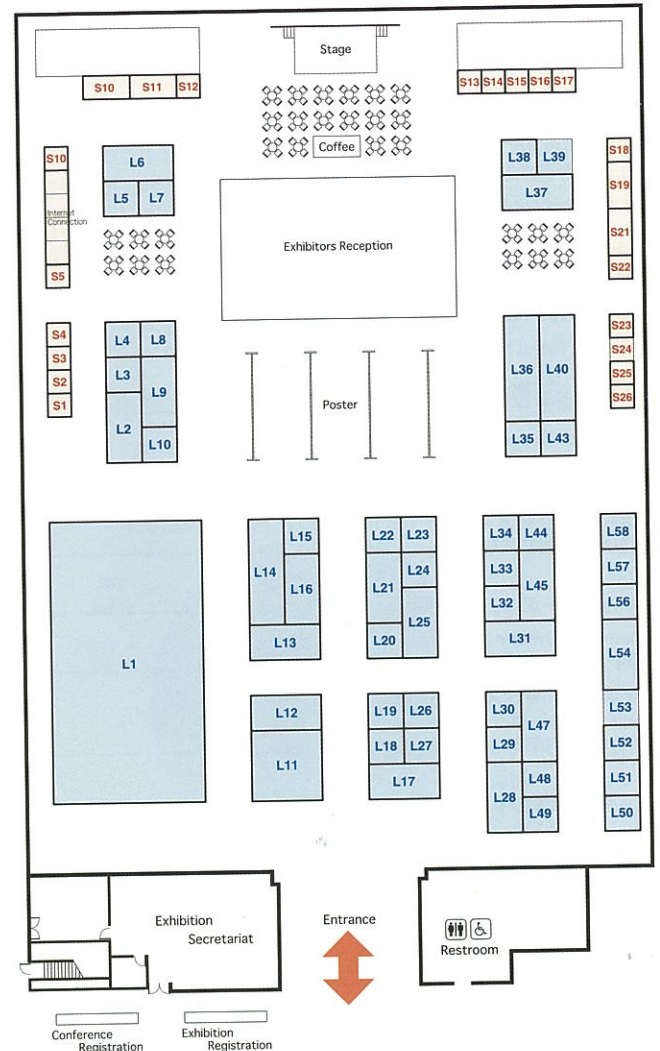 Stage
S10 S11 S12
S13 S14 S15 S16 S17
Coffee
S10
Internet
Connection
S5
L6
L5 L7
L38 L39
L37
S18
S19
S21
S22
Exhibitors Reception
S4
S3
S2
S1
L4 L8
L3
L9
L2
L10
Poster
L36 L40
L35 L43
S23
S24
S25
S26
L1
L15
L14
L16
L13
L22 L23
L24
L21
L25
L20
L34 L44
L33
L45
L32
L31
L58
L57
L56
L54
L53
L52
L51
L50
L12
L11
L19 L26
L18 L27
L17
L30
L47
L29
L48
L28
L49
Exhibition
Secretariat
Entrance
Restroom
Conference
Registration
Exhibition
Registration